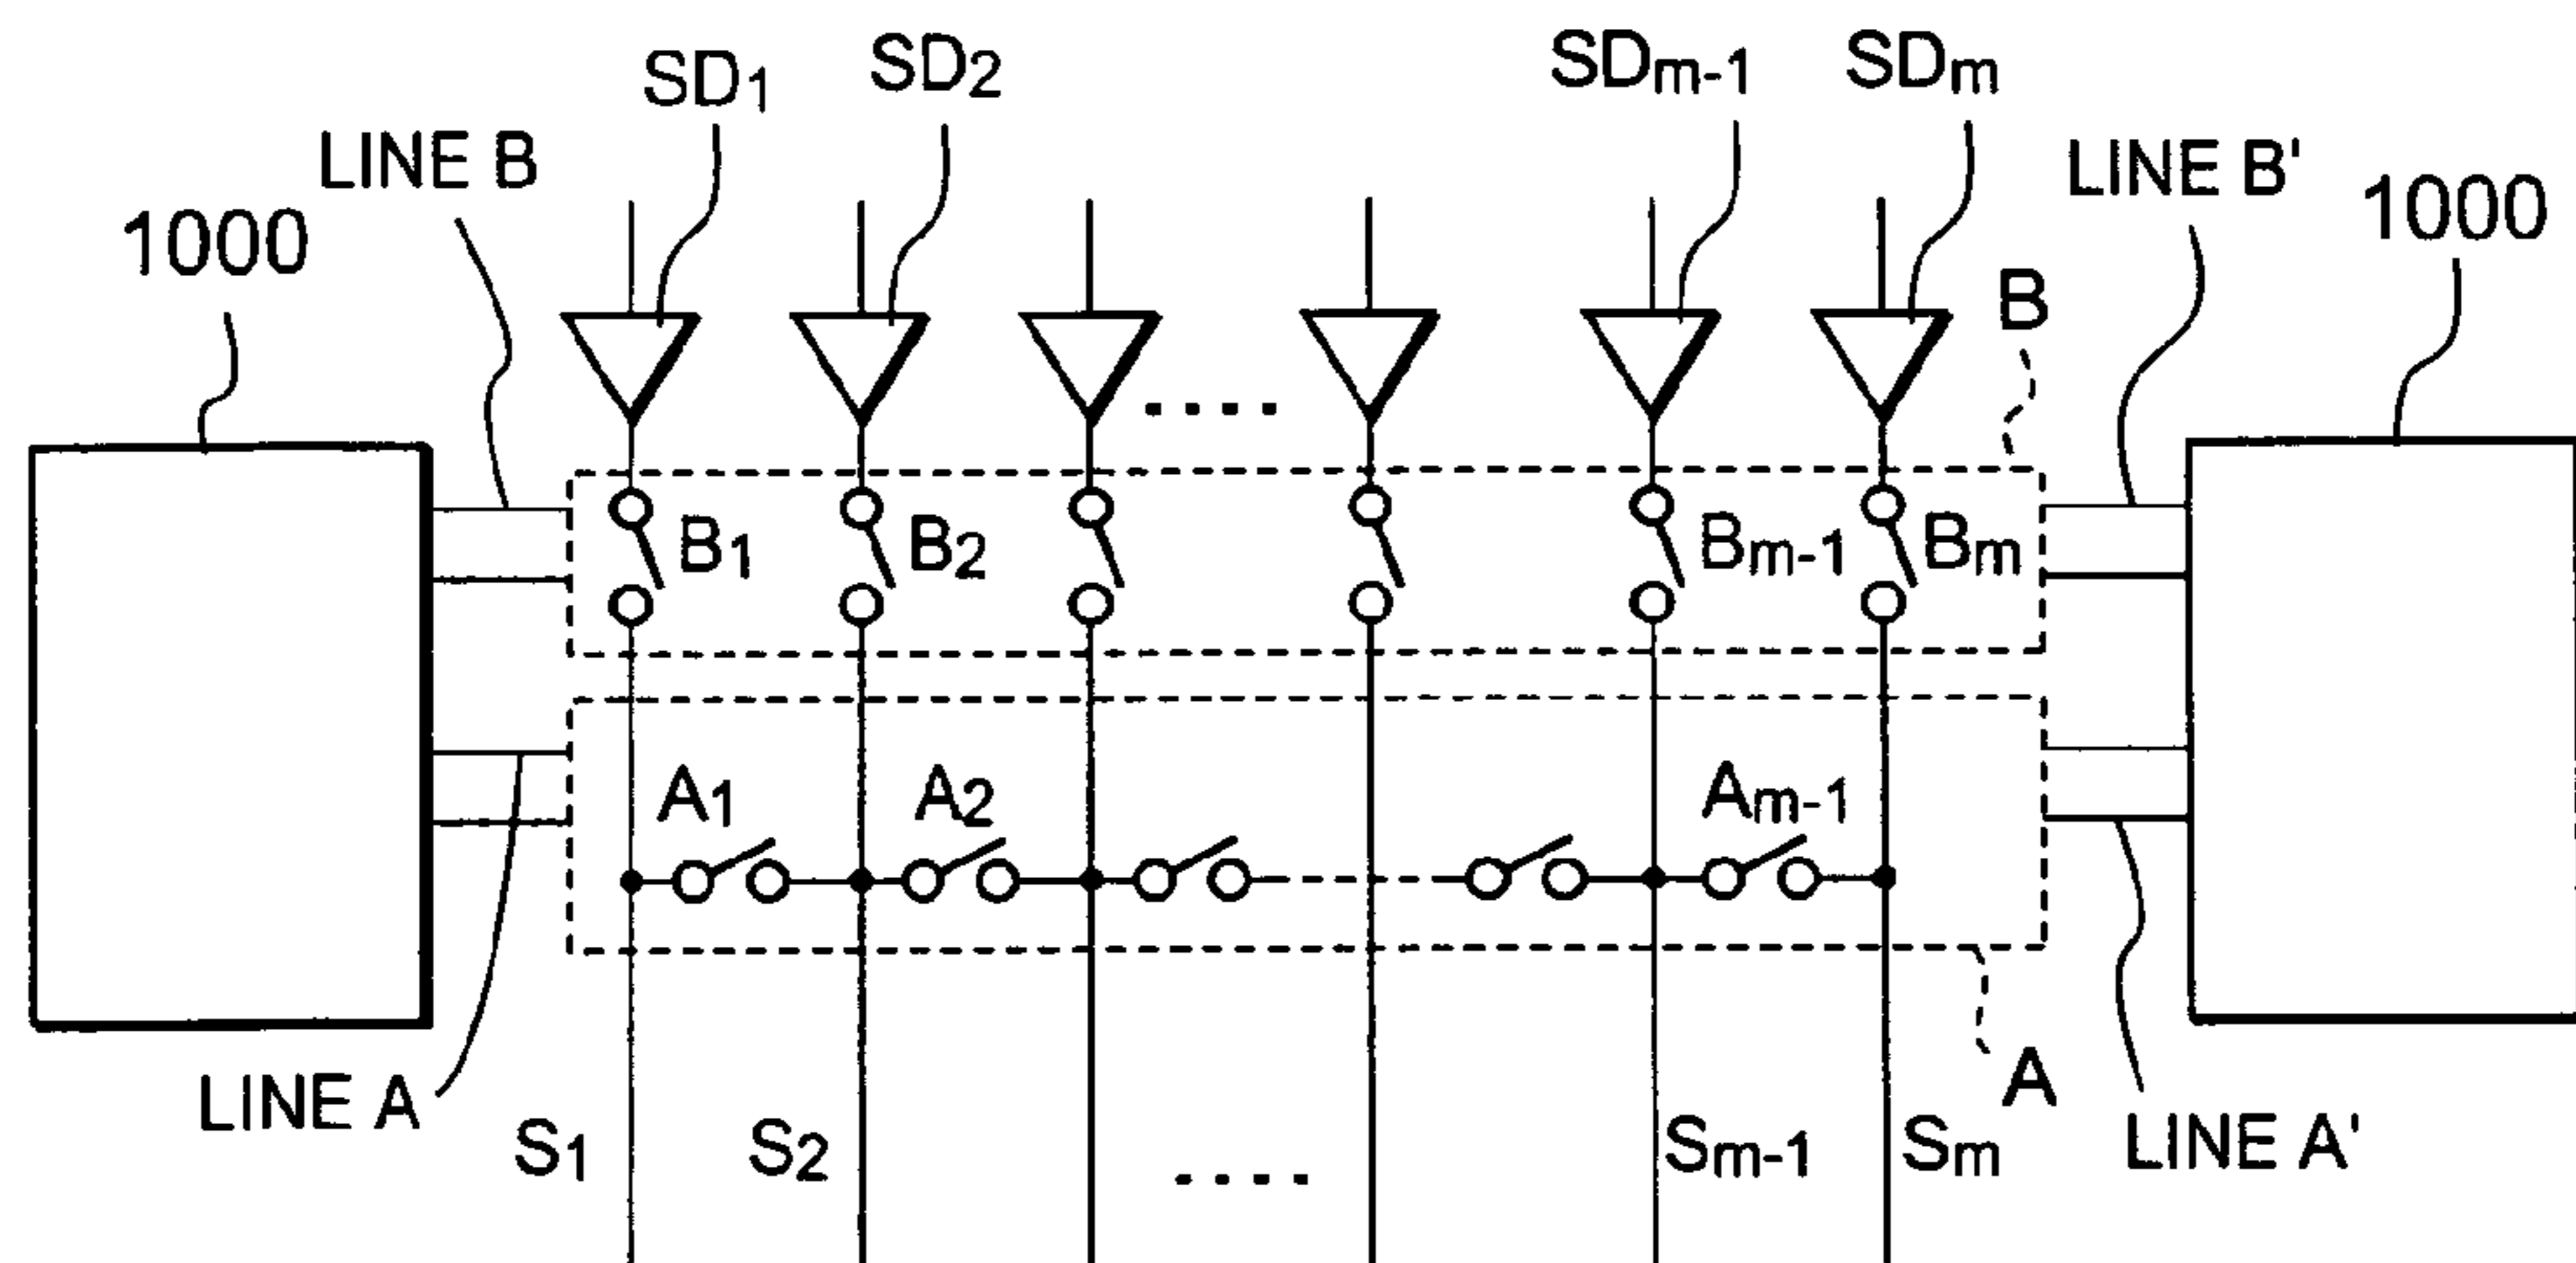 SD1 SD2 SDm-1 SDm
LINE B LINE B'
1000 1000
B
B1 B2 Bm-1 Bm
A1 A2 Am-1
A
LINE A LINE A'
S1 S2 Sm-1 Sm